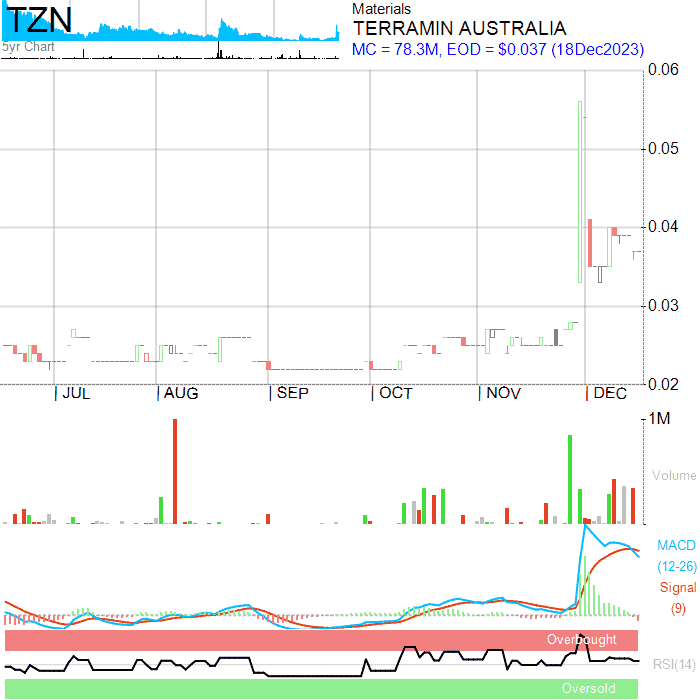 TZN
5yr Chart
Materials
TERRAMIN AUSTRALIA
MC = 78.3M, EOD = $0.037 (18Dec2023)
0.06
0.05
0.04
0.03
0.02
JUL AUG SEP OCT NOV DEC
1M
Volume
MACD
(12-26)
Signal
(9)
Overbought
RSI(14)
Oversold